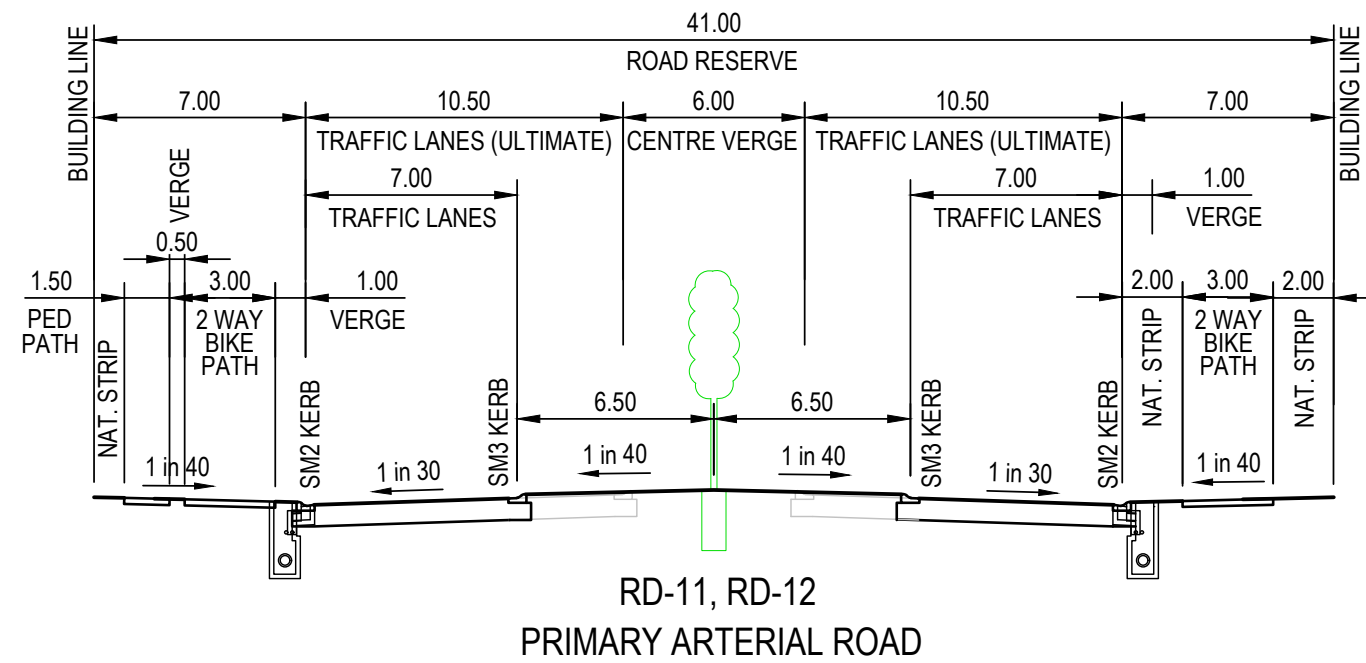 41.00
ROAD RESERVE
BUILDING LINE
BUILDING LINE
7.00
10.50
6.00
10.50
7.00
TRAFFIC LANES (ULTIMATE)
CENTRE VERGE
TRAFFIC LANES (ULTIMATE)
VERGE
7.00
7.00
1.00
TRAFFIC LANES
TRAFFIC LANES
VERGE
0.50
1.50
3.00
1.00
2.00
3.00
2.00
PED
PATH
NAT. STRIP
2 WAY
BIKE
PATH
VERGE
NAT. STRIP
2 WAY
BIKE
PATH
NAT. STRIP
SM2 KERB
SM3 KERB
6.50
6.50
SM3 KERB
SM2 KERB
1 in 40
1 in 30
1 in 40
1 in 40
1 in 30
1 in 40
RD-11, RD-12
PRIMARY ARTERIAL ROAD